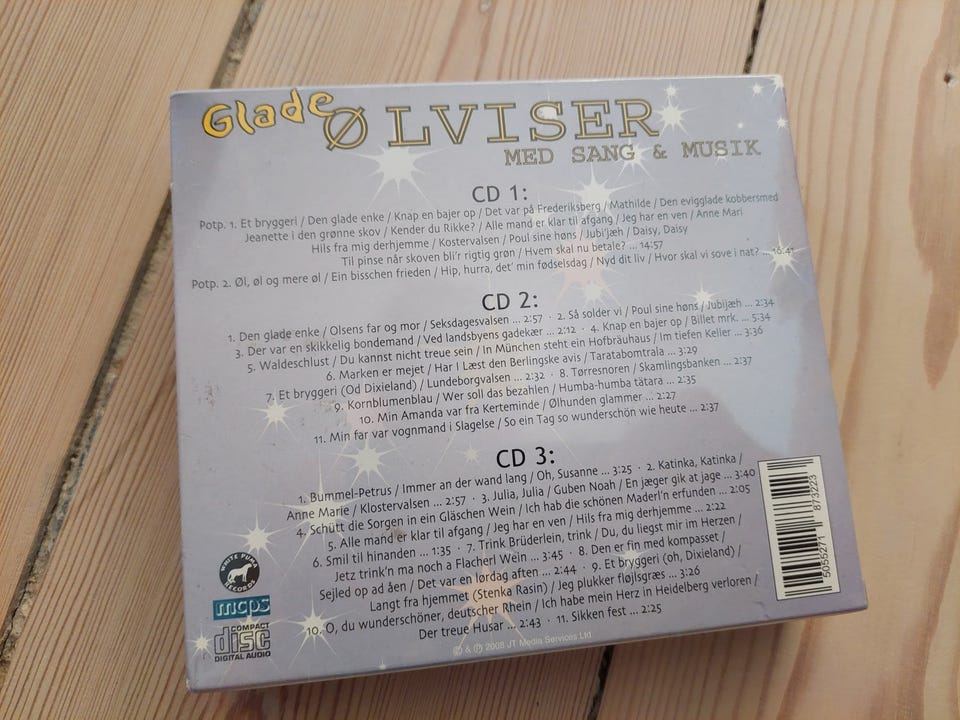 Glade ØLVISER
MED SANG & MUSIK
CD 1:
Potp. 1. Et bryggeri / Den glade enke / Knap en bajer op / Det var på Frederiksberg / Mathilde / Den evigglade kobbersmed
Jeanette i den grønne skov / Kender du Rikke? / Alle mand er klar til afgang / Jeg har en ven / Anne Mari
Hils fra mig derhjemme / Kostervalsen / Poul sine høns / Jubi'jæh / Daisy, Daisy
Til pinse når skoven bli'r rigtig grøn / Hvem skal nu betale? ... 14:57
Potp. 2. Øl, øl og mere øl / Ein bisschen frieden / Hip, hurra, det' min fødselsdag / Nyd dit liv / Hvor skal vi sove i nat? ... 16:41
CD 2:
1. Den glade enke / Olsens far og mor / Seksdagesvalsen ... 2:57 · 2. Så solder vi / Poul sine høns / Jubijæh ... 2:34
3. Der var en skikkelig bondemand / Ved landsbyens gadekær ... 2:12 · 4. Knap en bajer op / Billet mrk. ... 5:34
5. Waldeschlust / Du kannst nicht treue sein / In München steht ein Hofbräuhaus / Im tiefen Keller ... 3:36
6. Marken er mejet / Har I Læst den Berlingske avis / Taratabomtrala ... 3:29
7. Et bryggeri (Od Dixieland) / Lundeborgvalsen ... 2:32 · 8. Tørresnoren / Skamlingsbanken ... 2:37
9. Kornblumenblau / Wer soll das bezahlen / Humba-humba tätara ... 2:35
10. Min Amanda var fra Kerteminde / Ølhunden glammer ... 2:27
11. Min far var vognmand i Slagelse / So ein Tag so wunderschön wie heute ... 2:37
CD 3:
1. Bummel-Petrus / Immer an der wand lang / Oh, Susanne ... 3:25 · 2. Katinka, Katinka /
Anne Marie / Klostervalsen ... 2:57 · 3. Julia, Julia / Guben Noah / En jæger gik at jage ... 3:40
4. Schütt die Sorgen in ein Gläschen Wein / Ich hab die schönen Maderl'n erfunden ... 2:05
5. Alle mand er klar til afgang / Jeg har en ven / Hils fra mig derhjemme ... 2:22
6. Smil til hinanden ... 1:35 · 7. Trink Brüderlein, trink / Du, du liegst mir im Herzen /
Jetz trink'n ma noch a Flacherl Wein ... 3:45 · 8. Den er fin med kompasset /
Sejled op ad åen / Det var en lørdag aften ... 2:44 · 9. Et bryggeri (oh, Dixieland) /
Langt fra hjemmet (Stenka Rasin) / Jeg plukker fløjlsgræs ... 3:26
10. O, du wunderschöner, deutscher Rhein / Ich habe mein Herz in Heidelberg verloren /
Der treue Husar ... 2:43 · 11. Sikken fest ... 2:25
© & ℗ 2008 JT Media Services Ltd
WHITE PUMA RECORDS
mcps
COMPACT
disc
DIGITAL AUDIO
5055271 873223